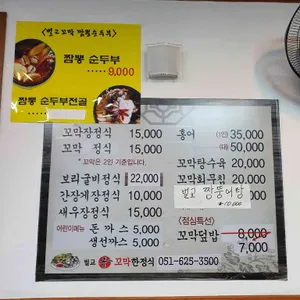 <벌교꼬막 짬뽕순두부>
짬뽕 순두부
·····9,000
짬뽕 순두부전골
꼬막장정식 15,000
꼬막 정식 15,000
*꼬막은 2인 기준입니다.
보리굴비정식 22,000
간장게장정식 15,000
새우장정식 15,000
어린이메뉴 돈까스 5,000
생선까스 5,000
홍어 (1인) 35,000
(대) 50,000
꼬막탕수육 20,000
꼬막회무침 20,000
벌교 짱뚱어탕
₩10,000
<점심특선>
꼬막덮밥 8,000
7,000
벌교 꼬막한정식 051-625-3500